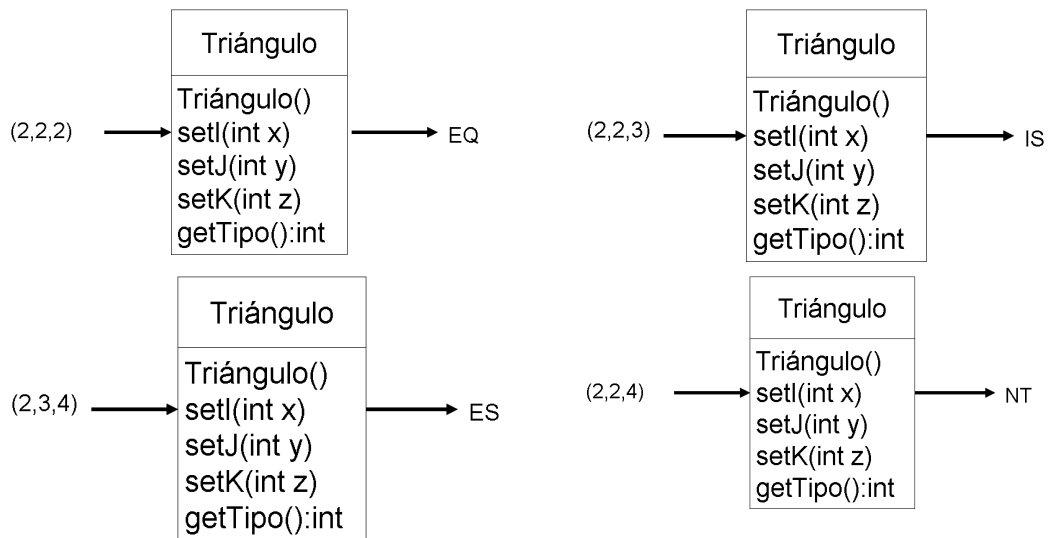 Triángulo
Triángulo()
(2,2,2)
setI(int x)
EQ
setJ(int y)
setK(int z)
getTipo():int
Triángulo
Triángulo()
(2,2,3)
setI(int x)
IS
setJ(int y)
setK(int z)
getTipo():int
Triángulo
Triángulo()
(2,3,4)
setI(int x)
ES
setJ(int y)
setK(int z)
getTipo():int
Triángulo
Triángulo()
(2,2,4)
setI(int x)
NT
setJ(int y)
setK(int z)
getTipo():int